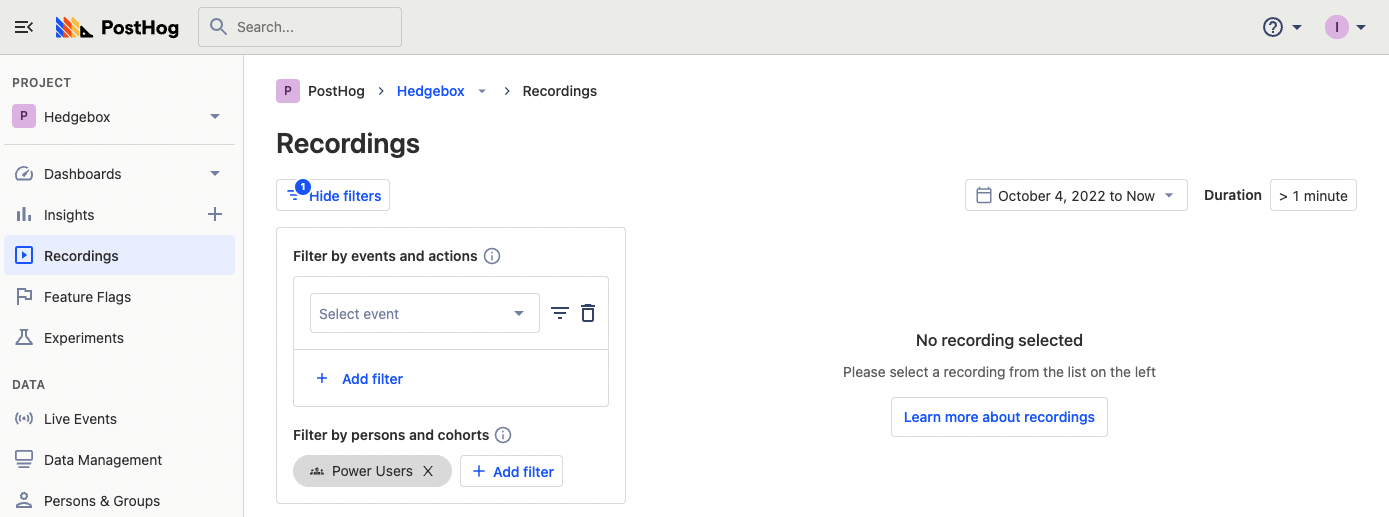 PostHog
Search...
I
PROJECT
P Hedgebox
Dashboards
Insights
Recordings
Feature Flags
Experiments
DATA
Live Events
Data Management
Persons & Groups
P PostHog > Hedgebox > Recordings
Recordings
1
Hide filters
October 4, 2022 to Now
Duration > 1 minute
Filter by events and actions
Select event
+ Add filter
Filter by persons and cohorts
Power Users X + Add filter
No recording selected
Please select a recording from the list on the left
Learn more about recordings